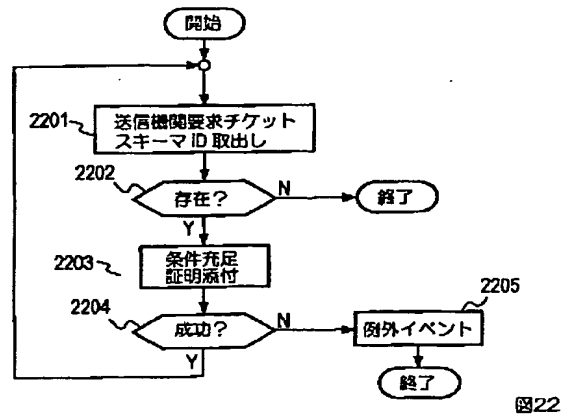 開始
2201
送信機関要求チケット
スキーマID取出し
2202
存在?
N
終了
Y
2203
条件充足
証明添付
2204
成功?
N
2205
例外イベント
Y
終了
図22